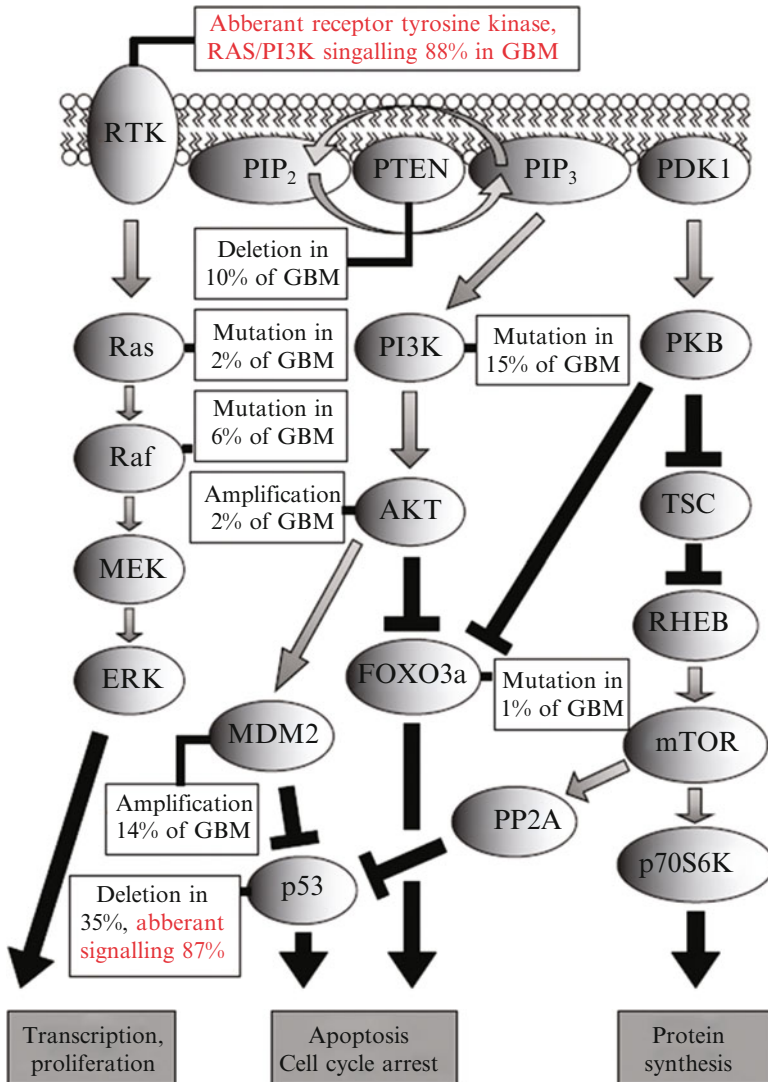 Abberant receptor tyrosine kinase,
RAS/PI3K singalling 88% in GBM
RTK
PIP₂
PTEN
PIP₃
PDK1
Deletion in
10% of GBM
Ras
Mutation in
2% of GBM
PI3K
Mutation in
15% of GBM
PKB
Raf
Mutation in
6% of GBM
Amplification
2% of GBM
AKT
TSC
MEK
RHEB
ERK
FOXO3a
Mutation in
1% of GBM
MDM2
mTOR
Amplification
14% of GBM
PP2A
p70S6K
p53
Deletion in
35%, abberant
signalling 87%
Transcription,
proliferation
Apoptosis
Cell cycle arrest
Protein
synthesis